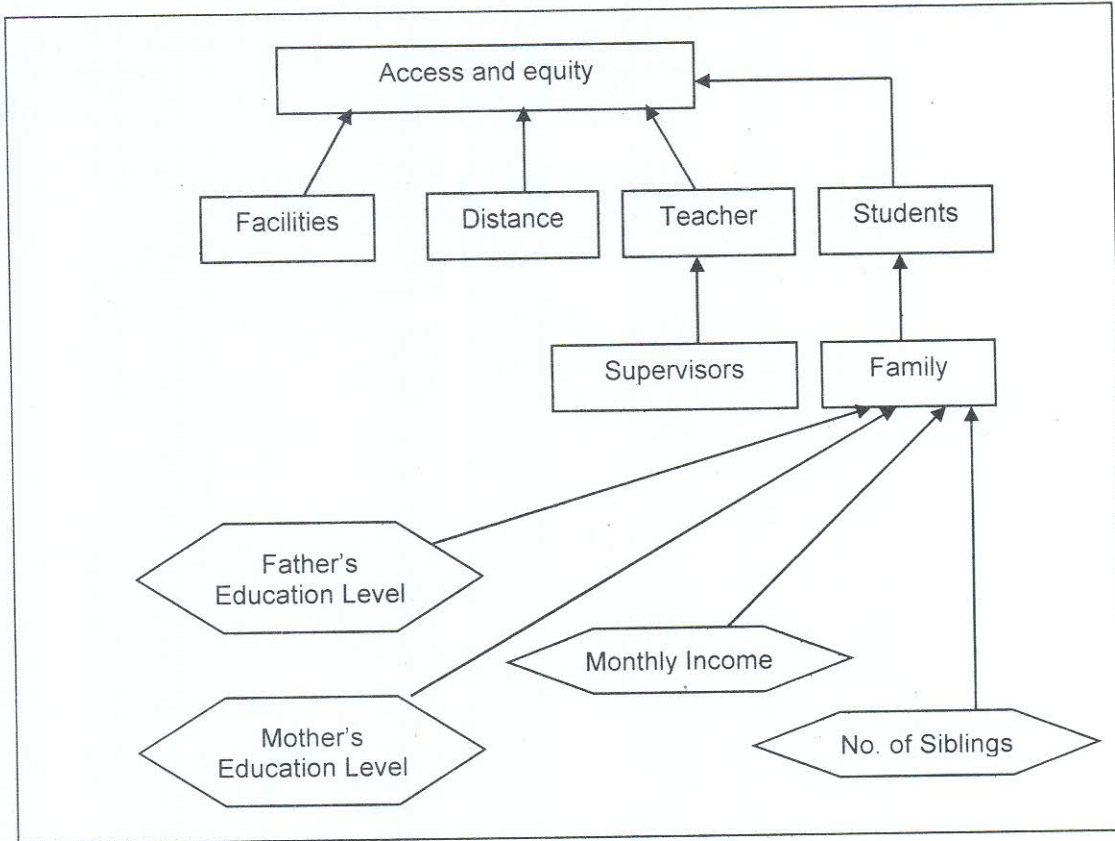 Access and equity
Facilities
Distance
Teacher
Students
Supervisors
Family
Father's
Education Level
Monthly Income
Mother's
Education Level
No. of Siblings